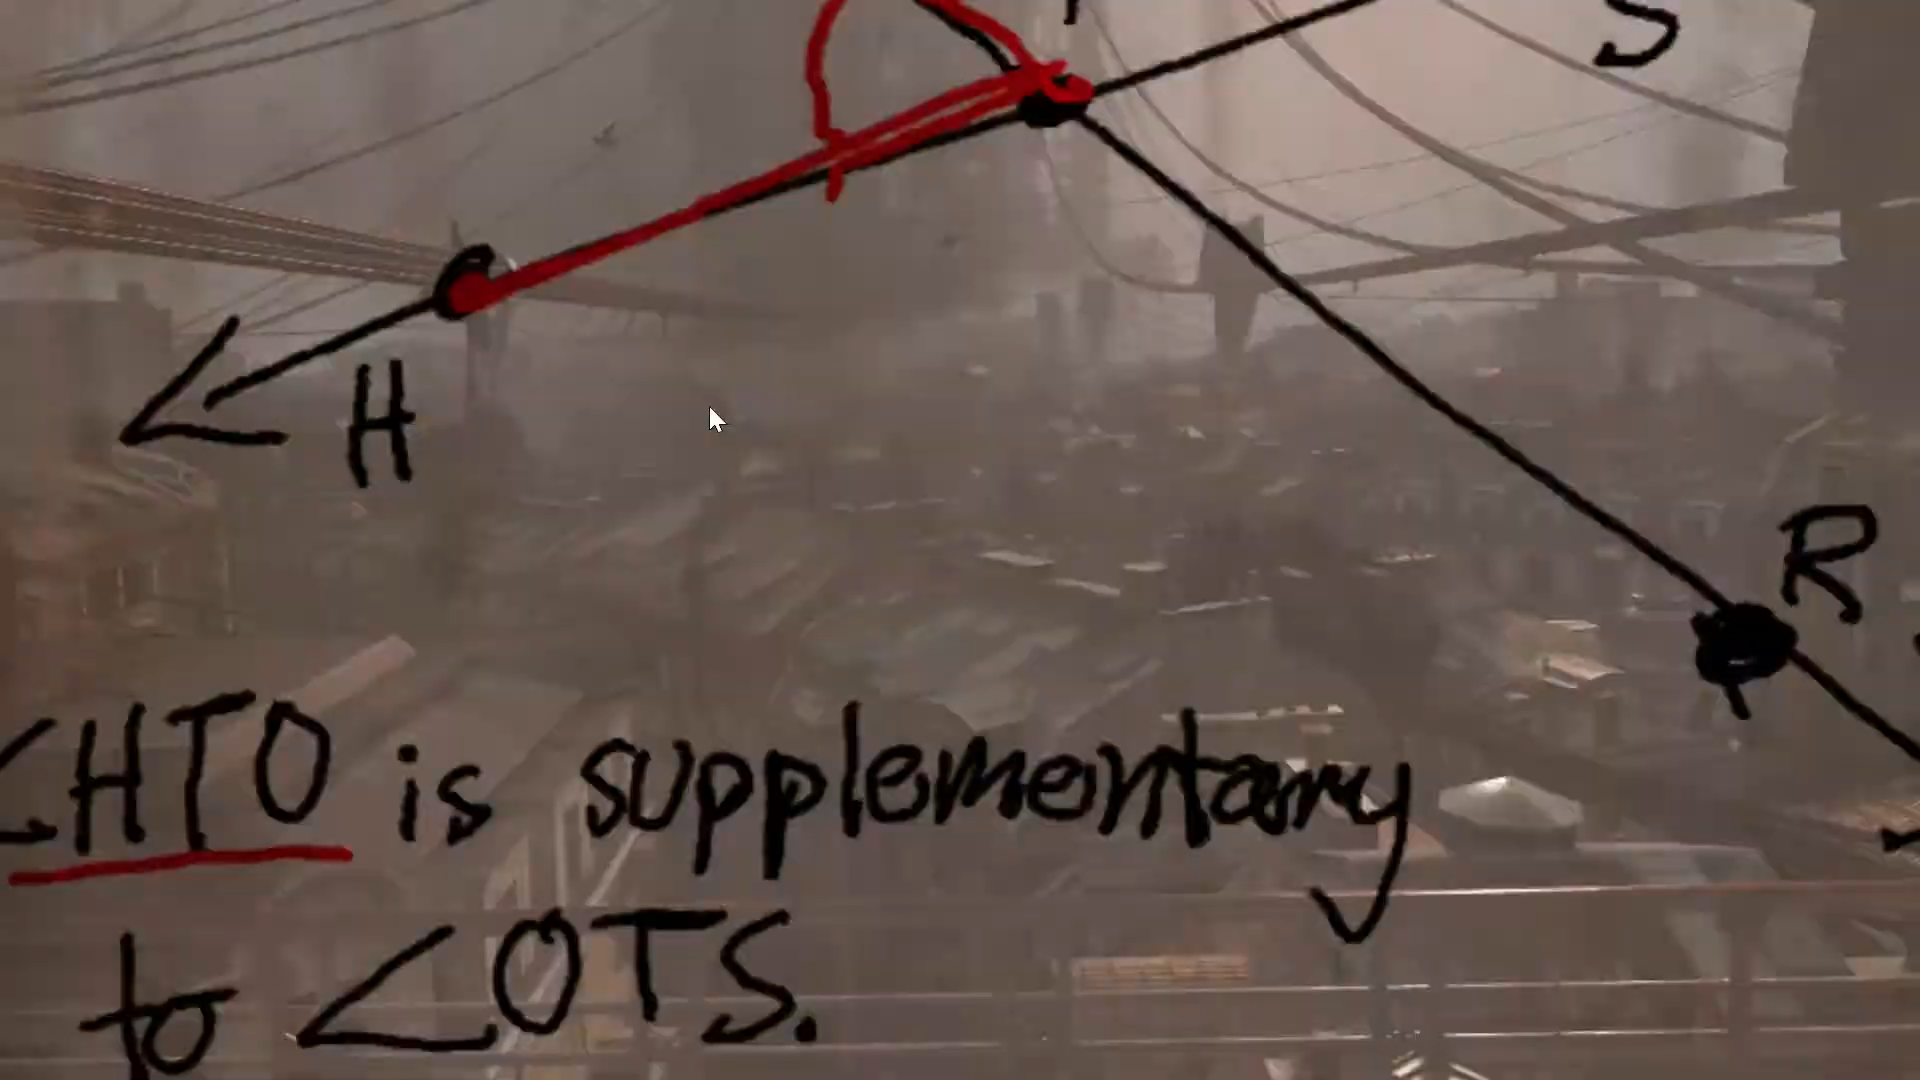 S
H
R
∠HTO is supplementary
to ∠OTS.